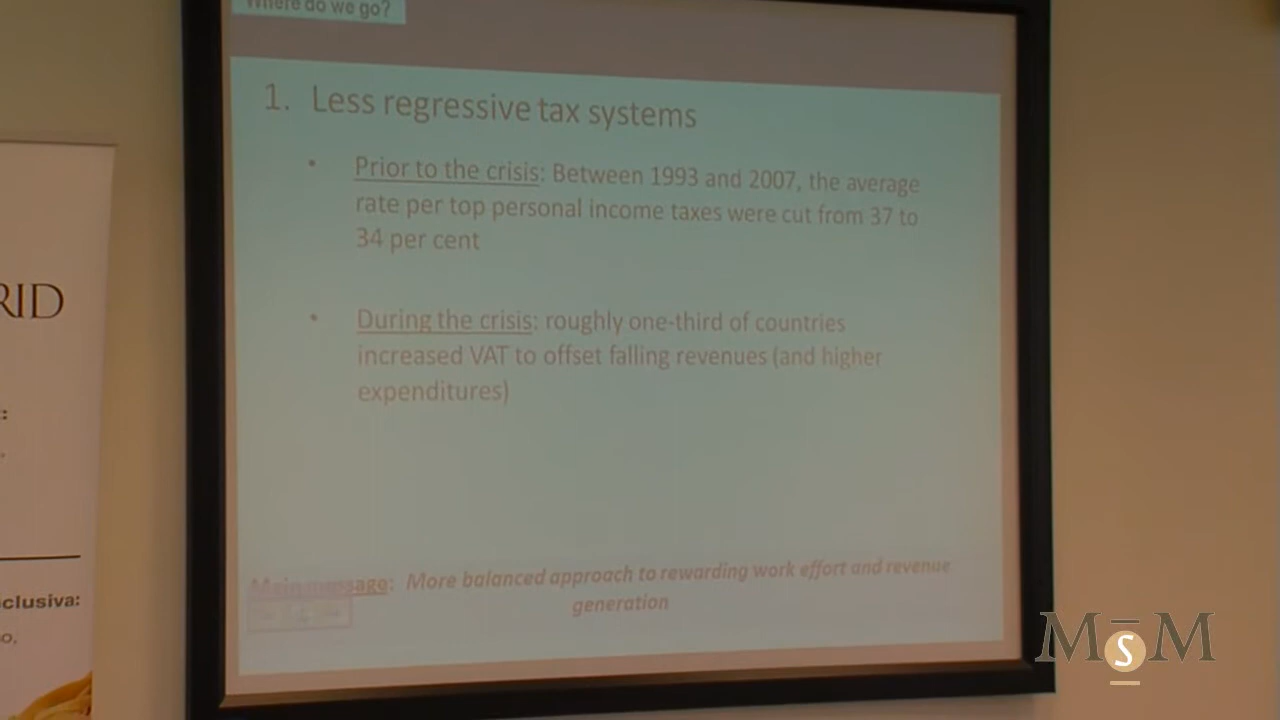 Where do we go?
1. Less regressive tax systems
• Prior to the crisis: Between 1993 and 2007, the average
rate per top personal income taxes were cut from 37 to
34 per cent
• During the crisis: roughly one-third of countries
increased VAT to offset falling revenues (and higher
expenditures)
Main message: More balanced approach to rewarding work effort and revenue
generation
RID
:
clusiva:
o,
MSM